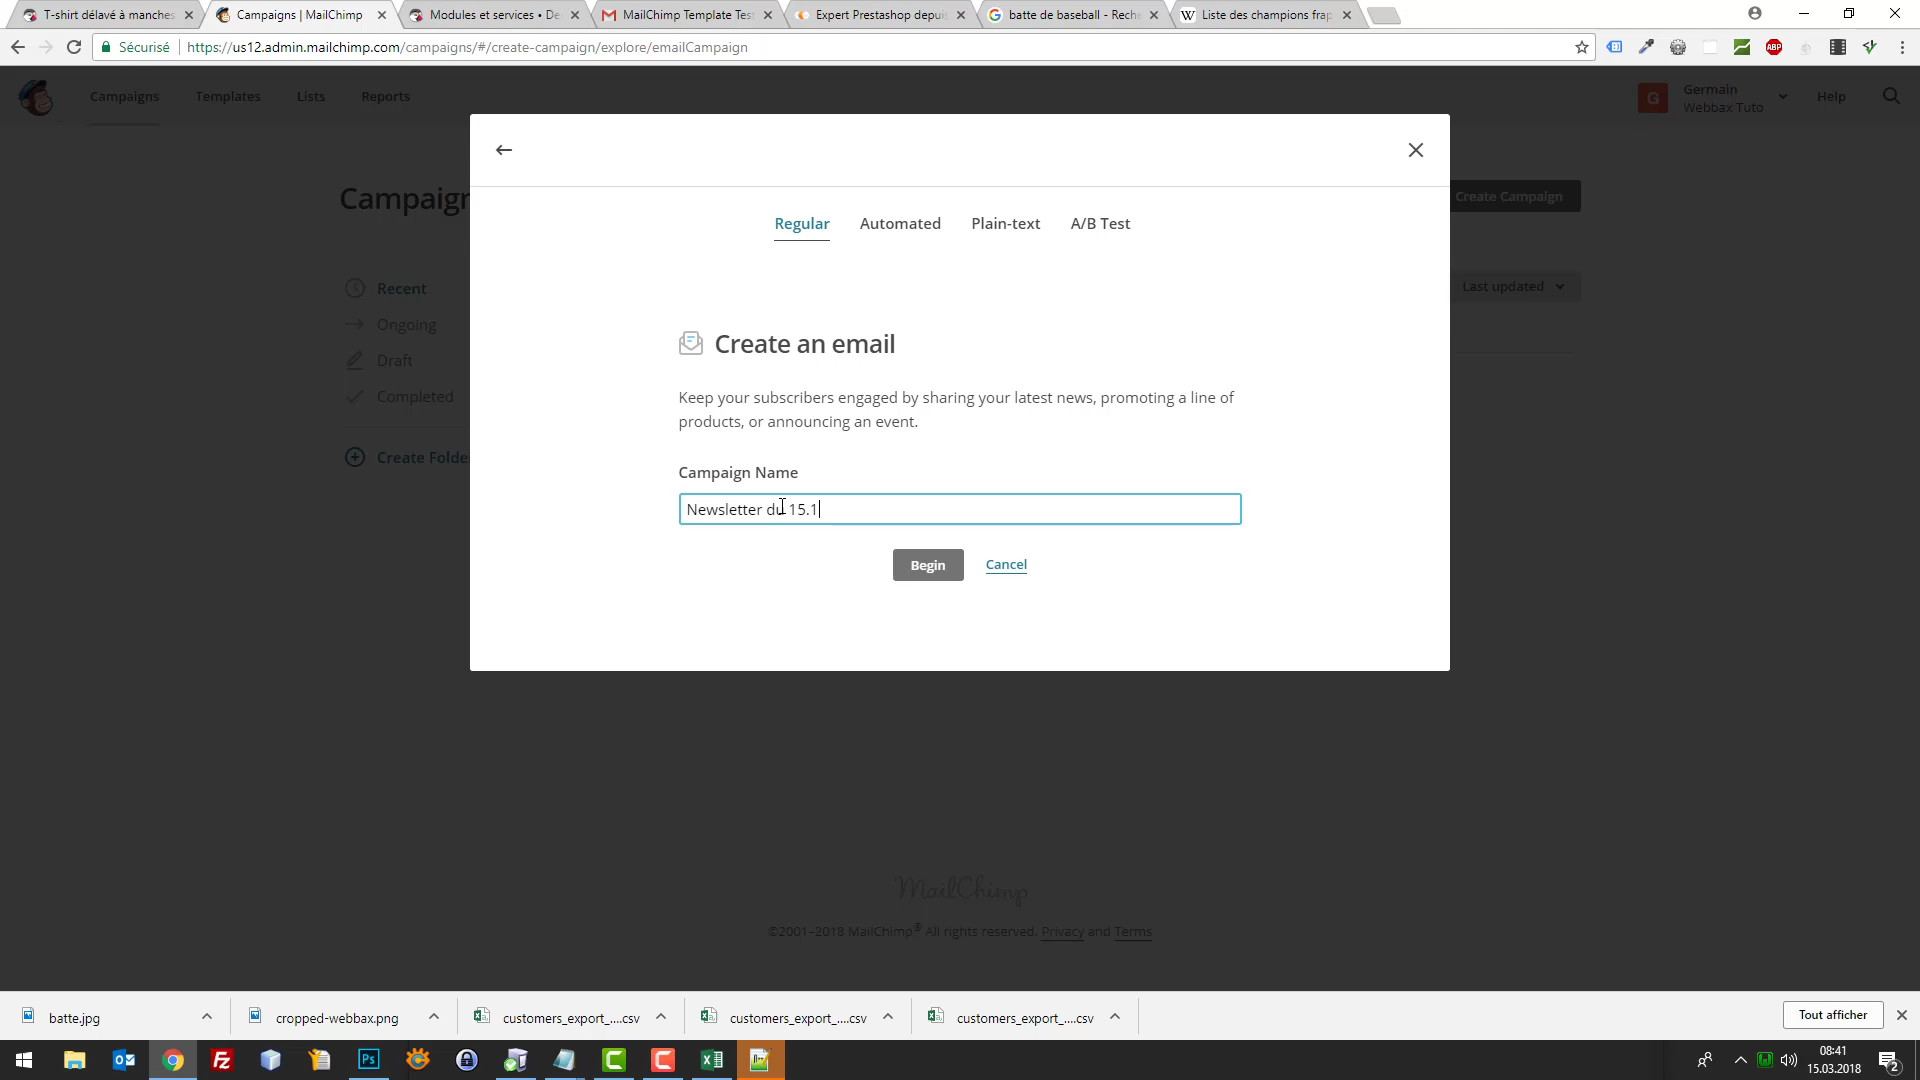 T-shirt délavé à manches
Campaigns | MailChimp
Modules et services • De
MailChimp Template Tes
Expert Prestashop depui
batte de baseball - Rech
W Liste des champions frap
Sécurisé https://us12.admin.mailchimp.com/campaigns/#/create-campaign/explore/emailCampaign
ABP
Campaigns Templates Lists Reports
G Germain
Webbax Tuto
Help
Campaign
Create Campaign
Regular Automated Plain-text A/B Test
Recent
Last updated
Ongoing
Create an email
Draft
Completed
Keep your subscribers engaged by sharing your latest news, promoting a line of
products, or announcing an event.
Create Folde
Campaign Name
Newsletter du 15.1
Begin Cancel
MailChimp
©2001–2018 MailChimp® All rights reserved. Privacy and Terms
batte.jpg
cropped-webbax.png
customers_export_....csv
customers_export_....csv
customers_export_....csv
Tout afficher
Fz
Ps
08:41
15.03.2018
2